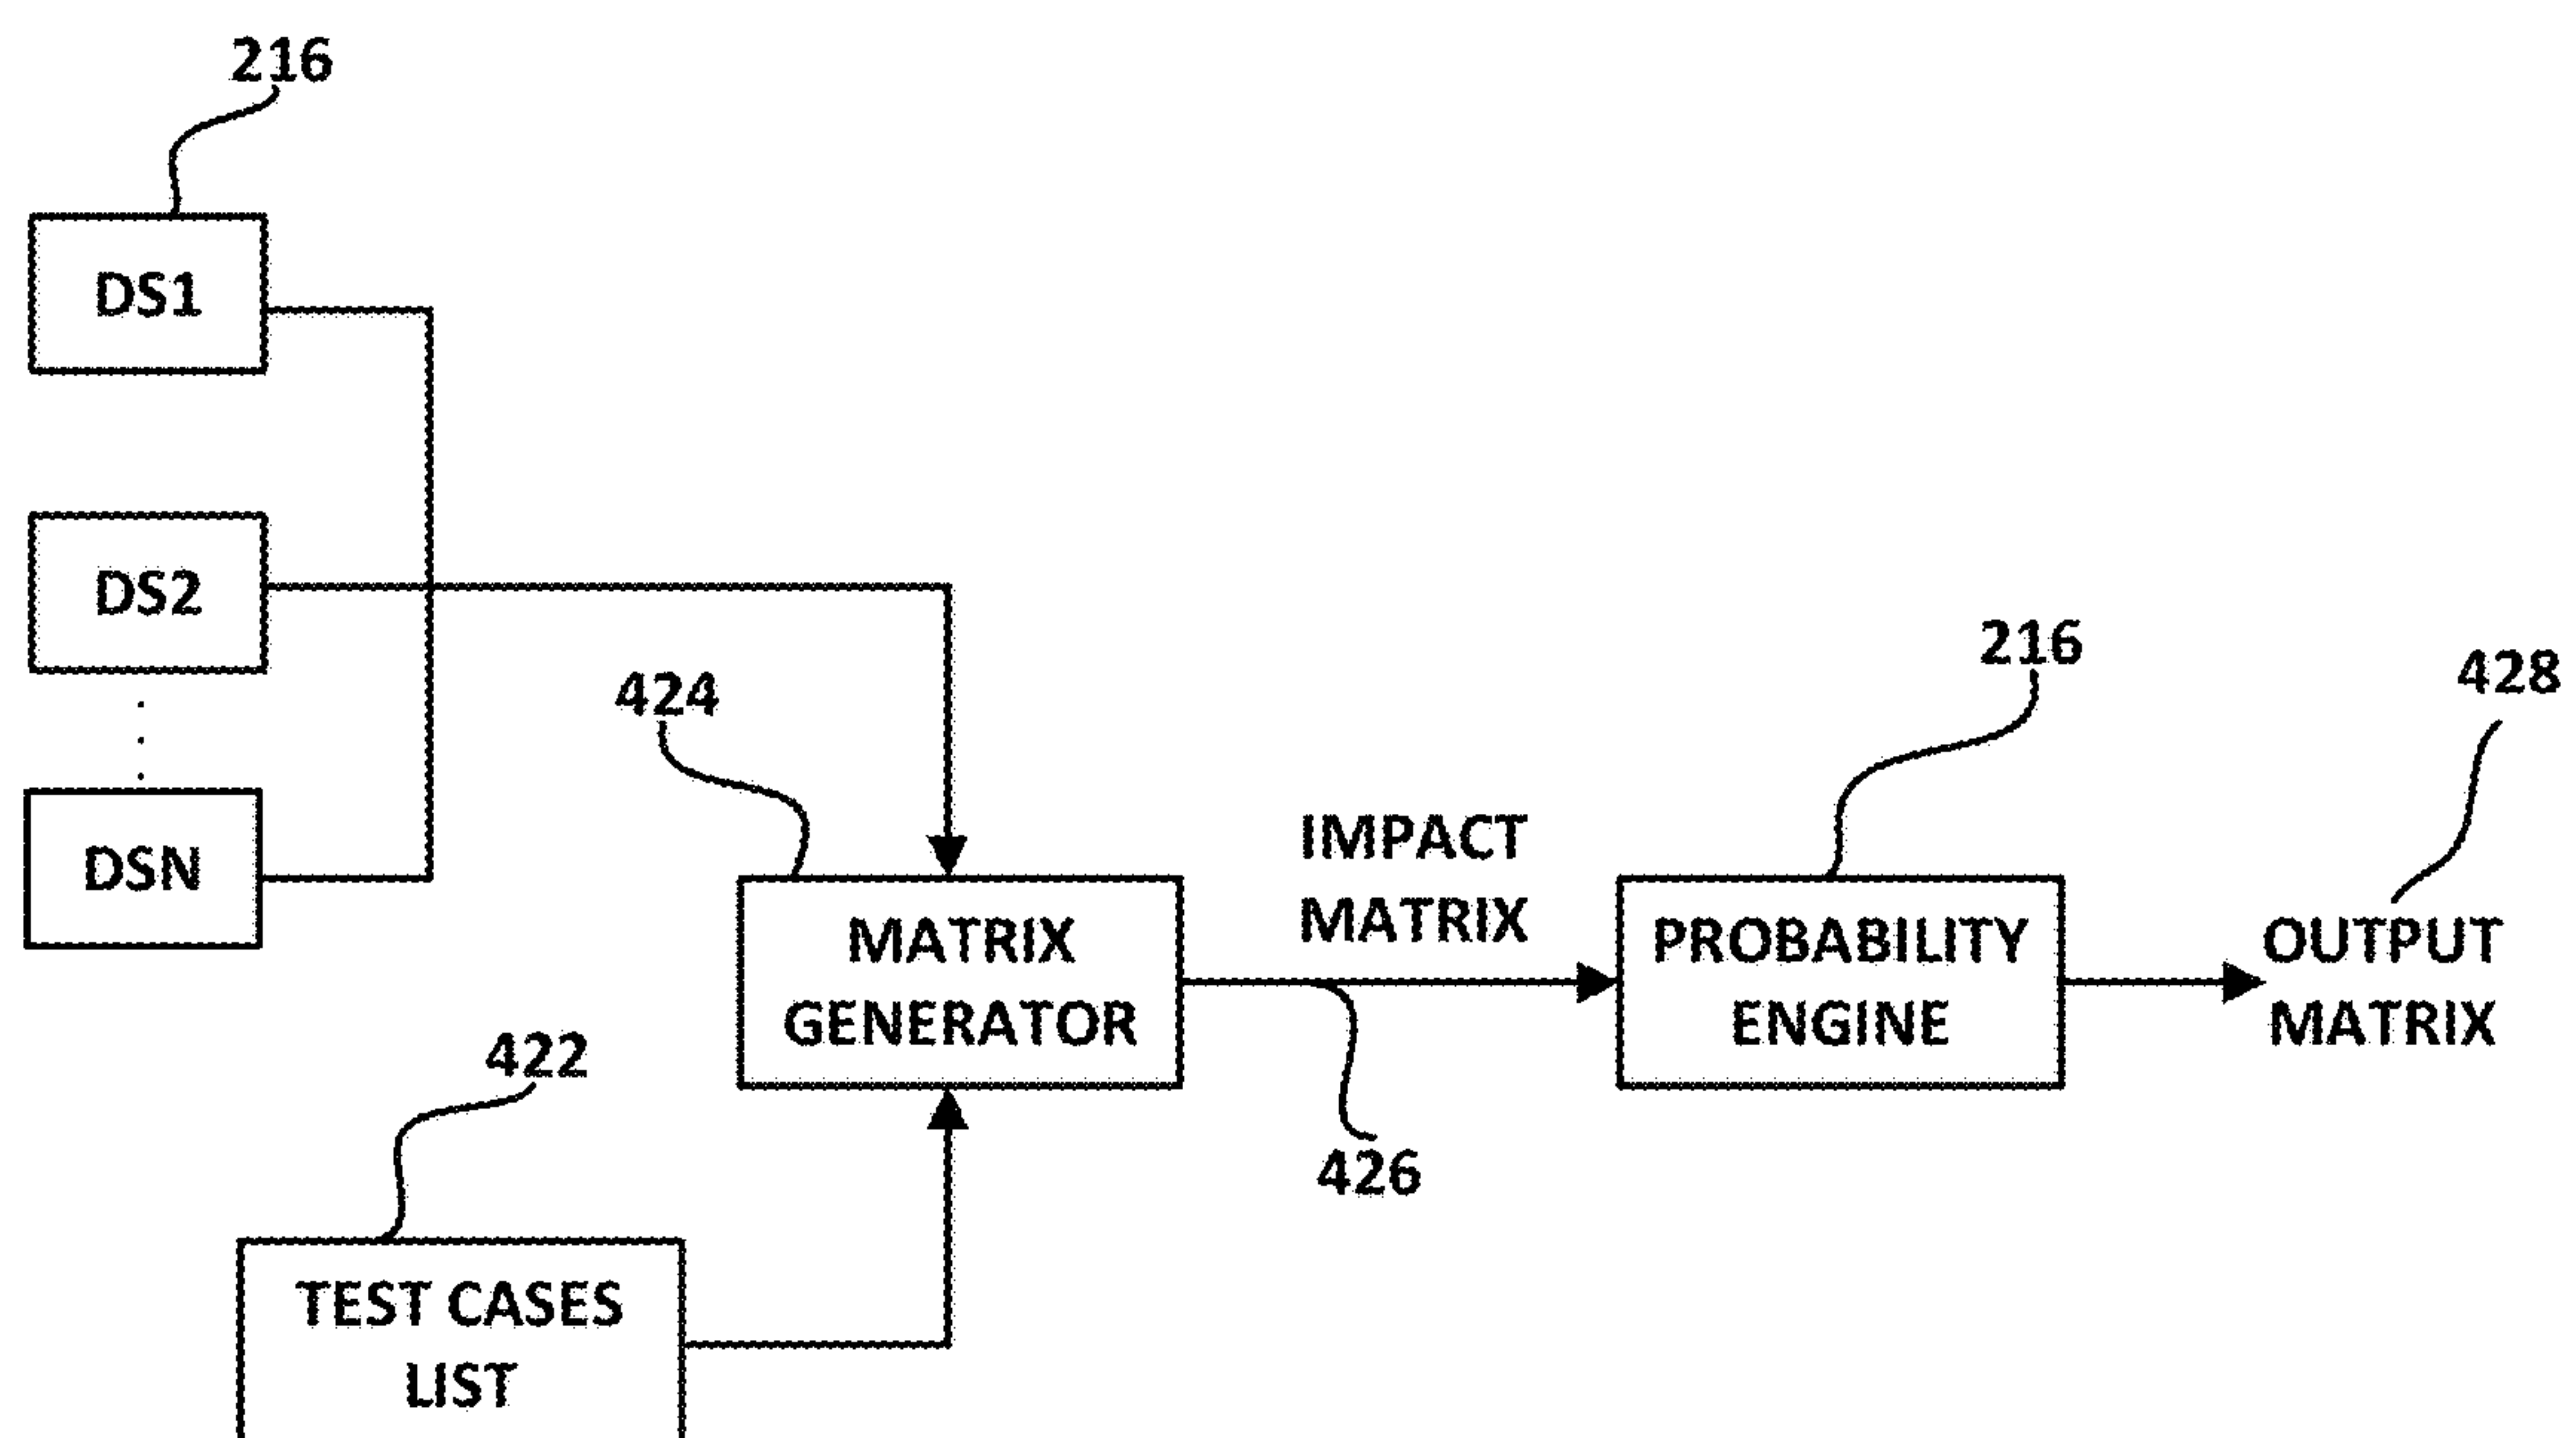 216
DS1
DS2
DSN
424
MATRIX
GENERATOR
422
TEST CASES
LIST
IMPACT
MATRIX
426
216
PROBABILITY
ENGINE
428
OUTPUT
MATRIX